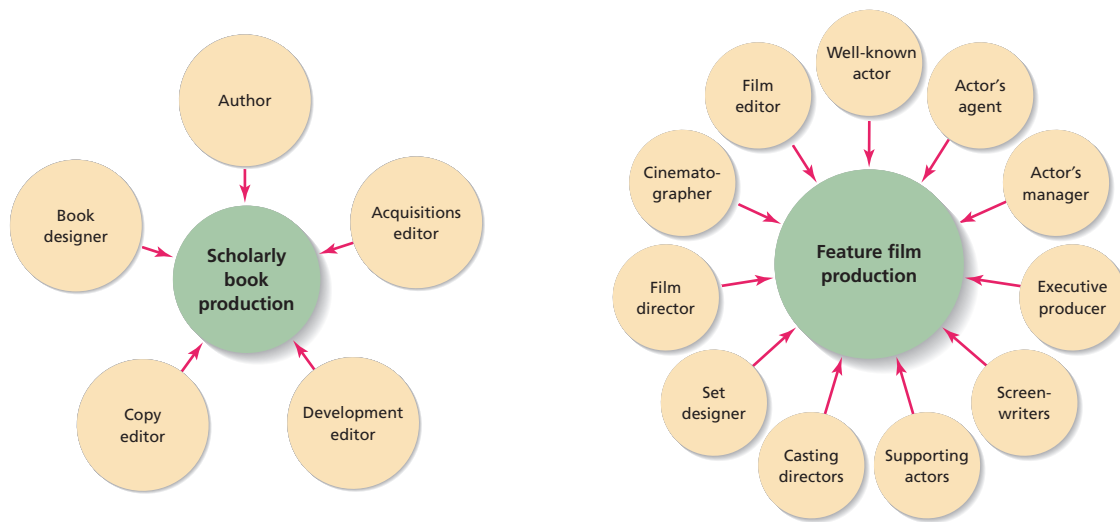 Author
Book
designer
Acquisitions
editor
Scholarly
book
production
Copy
editor
Development
editor
Well-known
actor
Film
editor
Actor's
agent
Cinemato-
grapher
Actor's
manager
Feature film
production
Film
director
Executive
producer
Set
designer
Screen-
writers
Casting
directors
Supporting
actors